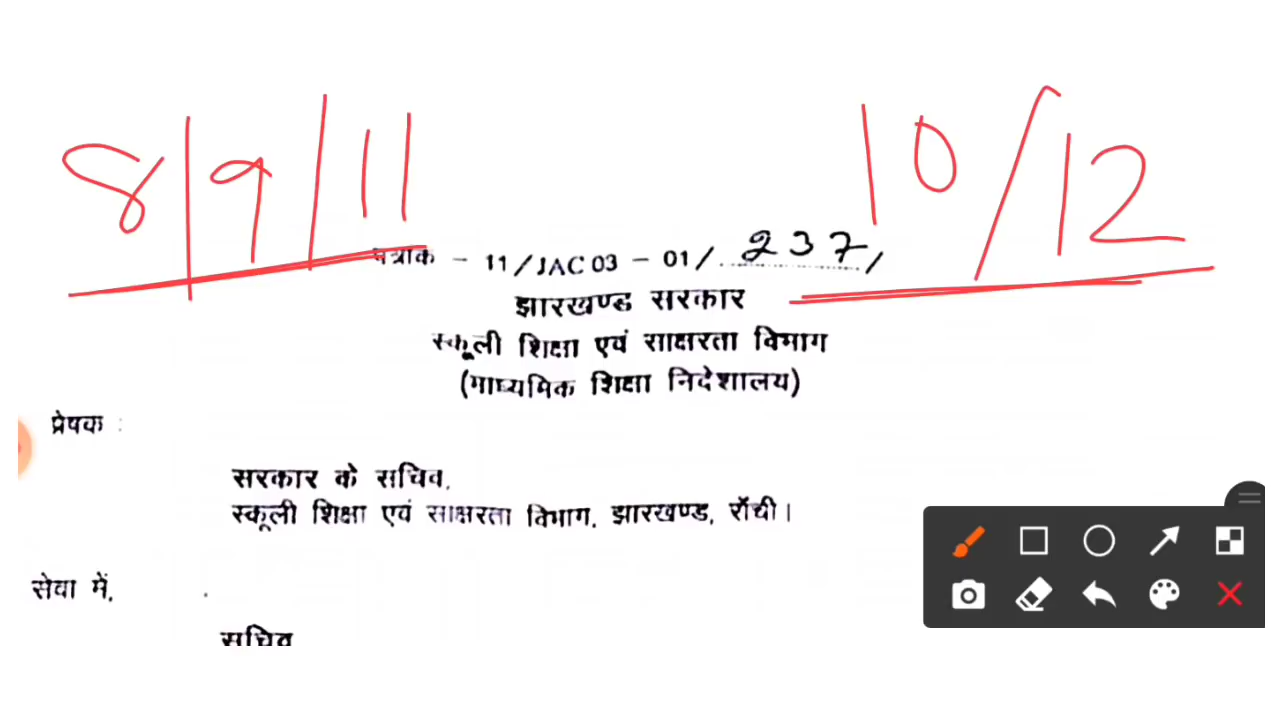 8/9/11
10/12
पत्रांक - 11/JAC 03 - 01/ 237,
झारखण्ड सरकार
स्कूली शिक्षा एवं साक्षरता विभाग
(माध्यमिक शिक्षा निदेशालय)
प्रेषक :
सरकार के सचिव,
स्कूली शिक्षा एवं साक्षरता विभाग, झारखण्ड, राँची।
सेवा में,
सचिव